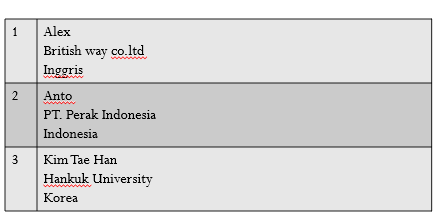 1
Alex
British way co.ltd
Inggris
2
Anto
PT. Perak Indonesia
Indonesia
3
Kim Tae Han
Hankuk University
Korea